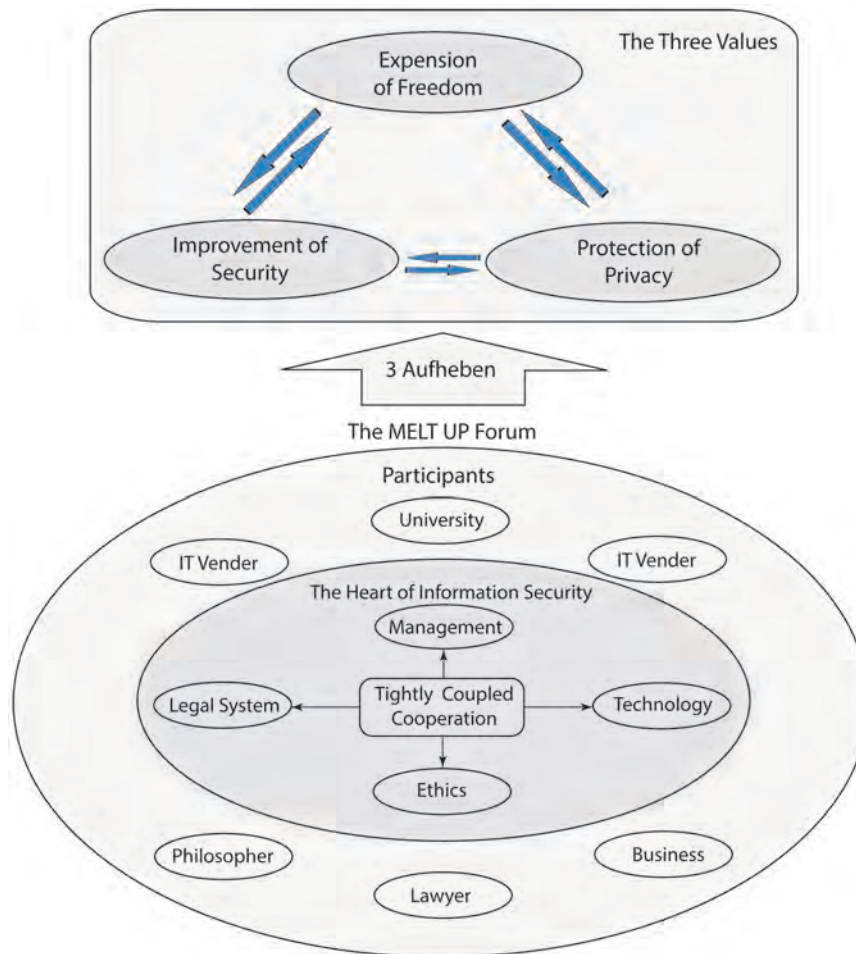 The Three Values
Expension
of Freedom
Improvement of
Security
Protection of
Privacy
3 Aufheben
The MELT UP Forum
Participants
University
IT Vender
IT Vender
The Heart of Information Security
Management
Legal System
Tightly Coupled
Cooperation
Technology
Ethics
Philosopher
Business
Lawyer